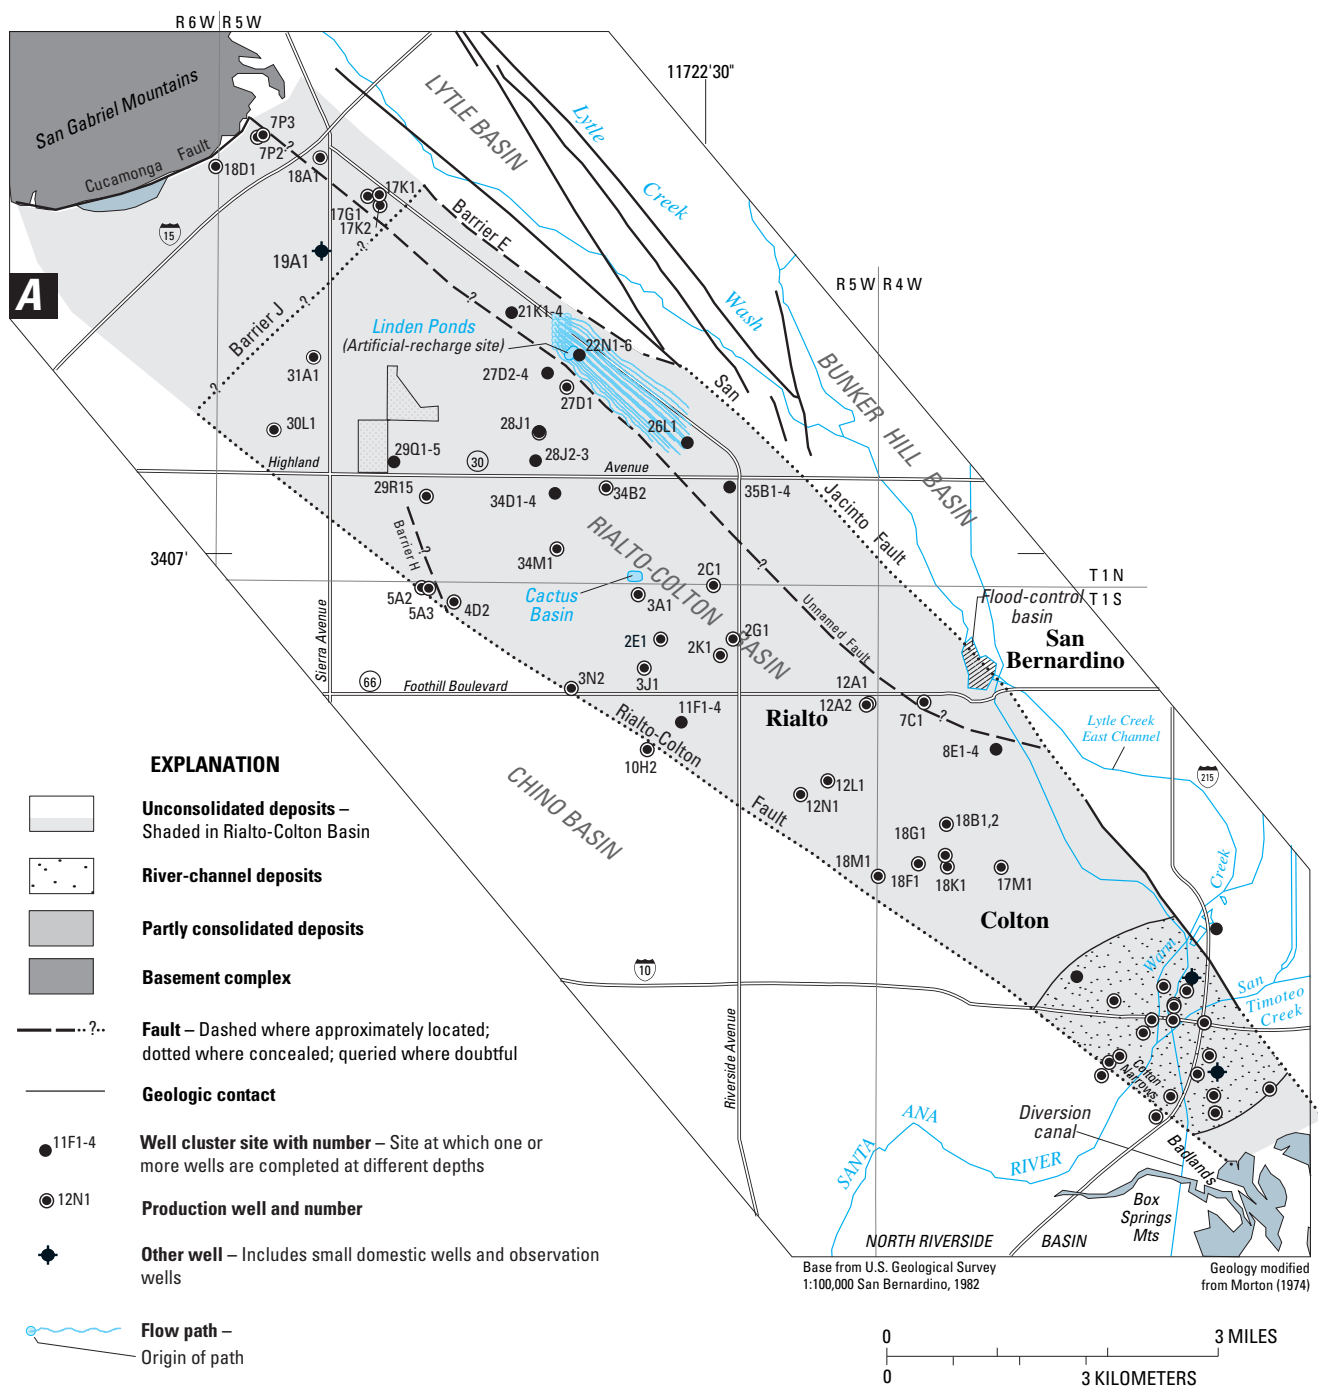 R 6 W R 5 W
11722'30"
San Gabriel Mountains
LYTLE BASIN
Lytle
Creek
Wash
7P3
7P2
Cucamonga Fault
18D1
18A1
17K1
17G1
17K2
15
Barrier E
?
19A1
?
A
R 5 W R 4 W
Barrier J
?
?
21K1-4
Linden Ponds
(Artificial-recharge site)
22N1-6
BUNKER HILL BASIN
31A1
27D2-4
27D1
San
Jacinto
Fault
?
30L1
28J1
26L1
29Q1-5
28J2-3
Highland
30
Avenue
29R15
34D1-4
34B2
35B1-4
Barrier H
?
RIALTO-COLTON BASIN
3407'
34M1
?
2C1
T 1 N
T 1 S
Cactus
Basin
5A2
5A3
4D2
3A1
Flood-control
basin
Unnamed Fault
San
Bernardino
Sierra Avenue
2E1
2G1
2K1
3J1
66
Foothill Boulevard
3N2
12A1
12A2
7C1
?
11F1-4
Rialto
Lytle Creek
East Channel
Rialto-Colton
Fault
10H2
8E1-4
215
CHINO BASIN
12L1
12N1
18B1,2
18G1
18M1
18F1
18K1
17M1
Colton
Creek
Warm
10
San
Timoteo
Creek
Riverside Avenue
Colton
Narrows
Diversion
canal
SANTA
ANA
RIVER
Badlands
Box
Springs
Mts
NORTH RIVERSIDE BASIN
Base from U.S. Geological Survey
1:100,000 San Bernardino, 1982
Geology modified
from Morton (1974)
EXPLANATION
Unconsolidated deposits –
Shaded in Rialto-Colton Basin
River-channel deposits
Partly consolidated deposits
Basement complex
?
Fault – Dashed where approximately located;
dotted where concealed; queried where doubtful
Geologic contact
11F1-4
Well cluster site with number – Site at which one or
more wells are completed at different depths
12N1
Production well and number
Other well – Includes small domestic wells and observation
wells
Flow path –
Origin of path
0 3 MILES
0 3 KILOMETERS